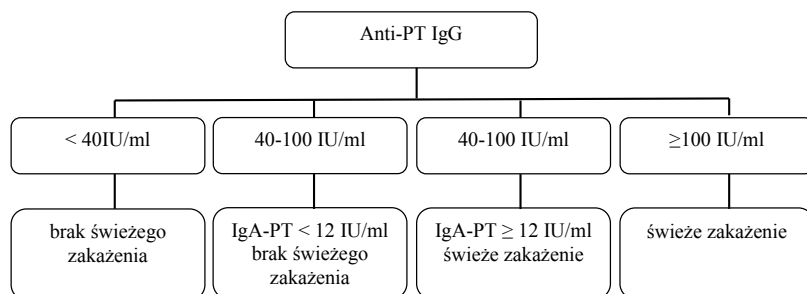 Anti-PT IgG
< 40IU/ml
40-100 IU/ml
40-100 IU/ml
≥100 IU/ml
brak świeżego
zakażenia
IgA-PT < 12 IU/ml
brak świeżego
zakażenia
IgA-PT ≥ 12 IU/ml
świeże zakażenie
świeże zakażenie